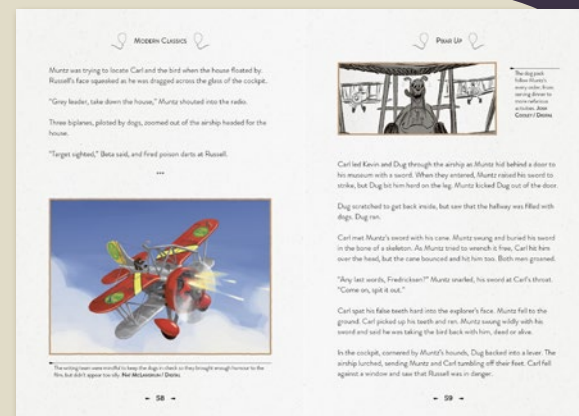 MODERN CLASSICS
Muntz was trying to locate Carl and the bird when the house floated by.
Russell's face squeaked as he was dragged across the glass of the cockpit.
"Grey leader, take down the house," Muntz shouted into the radio.
Three biplanes, piloted by dogs, zoomed out of the airship headed for the
house.
"Target sighted," Beta said, and fired poison darts at Russell.
***
The writing team were mindful to keep the dogs in check so they brought enough humour to the
film, but didn't appear too silly. NAT MCLAUGHLIN / DIGITAL
58
PIXAR UP
The dog pack
follow Muntz's
every order, from
serving dinner to
more nefarious
activities. JOSH
COOLEY / DIGITAL
Carl led Kevin and Dug through the airship as Muntz hid behind a door to
his museum with a sword. When they entered, Muntz raised his sword to
strike, but Dug bit him hard on the leg. Muntz kicked Dug out of the door.
Dug scratched to get back inside, but saw that the hallway was filled with
dogs. Dug ran.
Carl met Muntz's sword with his cane. Muntz swung and buried his sword
in the bone of a skeleton. As Muntz tried to wrench it free, Carl hit him
over the head, but the cane bounced and hit him too. Both men groaned.
"Any last words, Fredricksen?" Muntz snarled, his sword at Carl's throat.
"Come on, spit it out."
Carl spat his false teeth hard into the explorer's face. Muntz fell to the
ground. Carl picked up his teeth and ran. Muntz swung wildly with his
sword and said he was taking the bird back with him, dead or alive.
In the cockpit, cornered by Muntz's hounds, Dug backed into a lever. The
airship lurched, sending Muntz and Carl tumbling off their feet. Carl fell
against a window and saw that Russell was in danger.
59